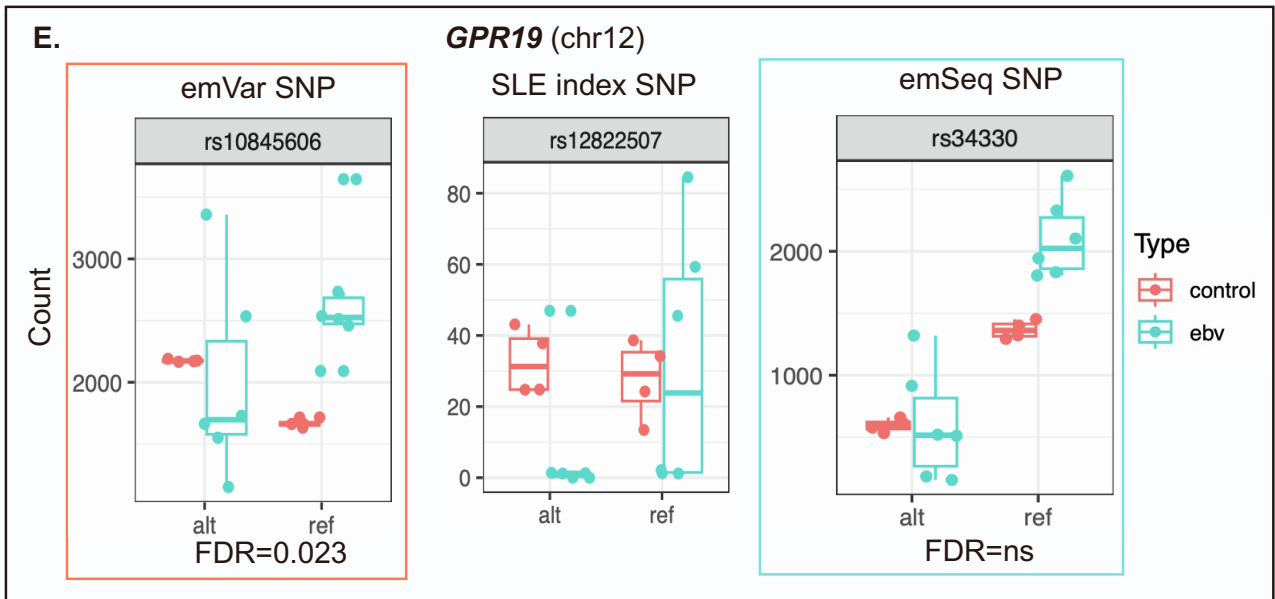 E.
GPR19 (chr12)
emVar SNP
SLE index SNP
emSeq SNP
rs10845606
rs12822507
rs34330
Count
3000
2000
80
60
40
20
0
2000
1000
alt
ref
alt
ref
alt
ref
FDR=0.023
FDR=ns
Type
control
ebv